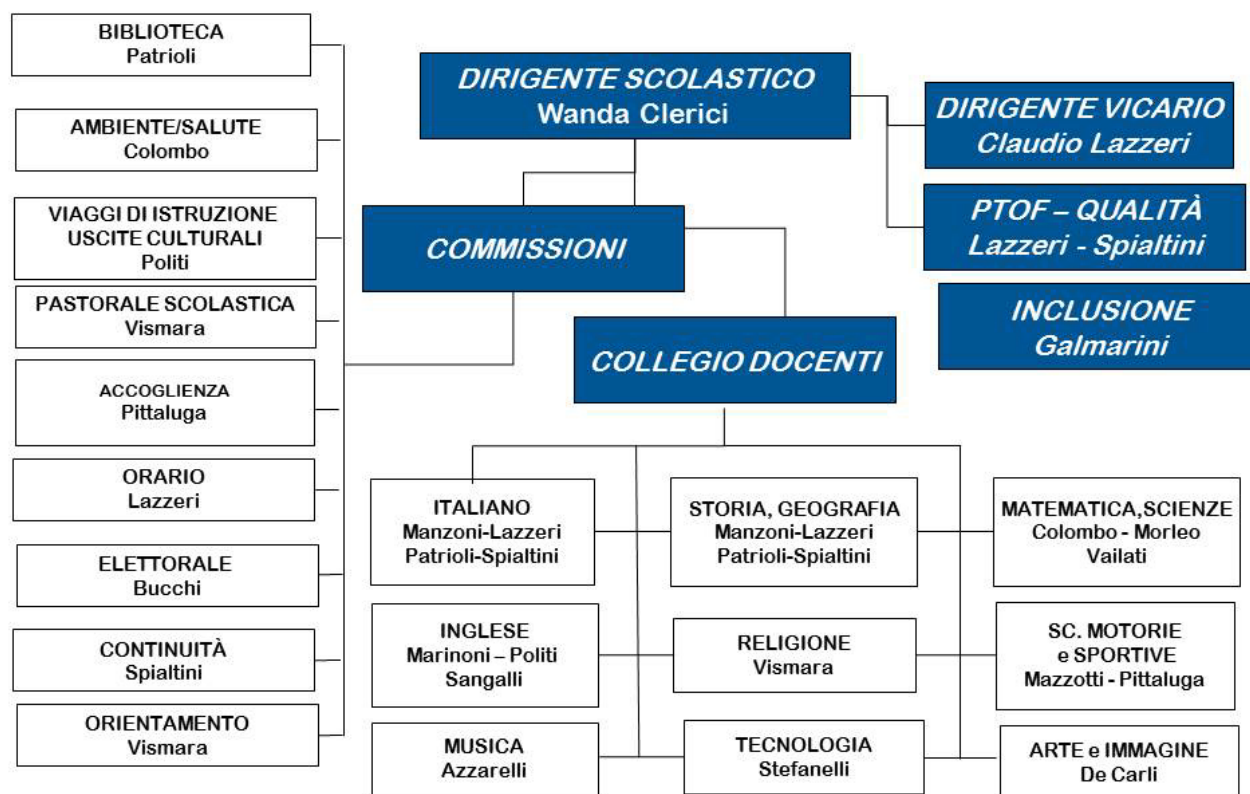 BIBLIOTECA
Patrioli
AMBIENTE/SALUTE
Colombo
VIAGGI DI ISTRUZIONE
USCITE CULTURALI
Politi
PASTORALE SCOLASTICA
Vismara
ACCOGLIENZA
Pittaluga
ORARIO
Lazzeri
ELETTORALE
Bucchi
CONTINUITÀ
Spialtini
ORIENTAMENTO
Vismara
DIRIGENTE SCOLASTICO
Wanda Clerici
DIRIGENTE VICARIO
Claudio Lazzeri
PTOF – QUALITÀ
Lazzeri - Spialtini
INCLUSIONE
Galmarini
COMMISSIONI
COLLEGIO DOCENTI
ITALIANO
Manzoni-Lazzeri
Patrioli-Spialtini
STORIA, GEOGRAFIA
Manzoni-Lazzeri
Patrioli-Spialtini
MATEMATICA,SCIENZE
Colombo - Morleo
Vailati
INGLESE
Marinoni – Politi
Sangalli
RELIGIONE
Vismara
SC. MOTORIE
e SPORTIVE
Mazzotti - Pittaluga
MUSICA
Azzarelli
TECNOLOGIA
Stefanelli
ARTE e IMMAGINE
De Carli